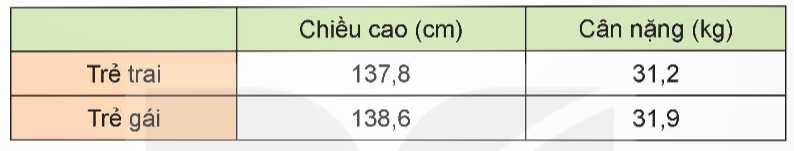 Chiều cao (cm) Cân nặng (kg)
Trẻ trai 137,8 31,2
Trẻ gái 138,6 31,9